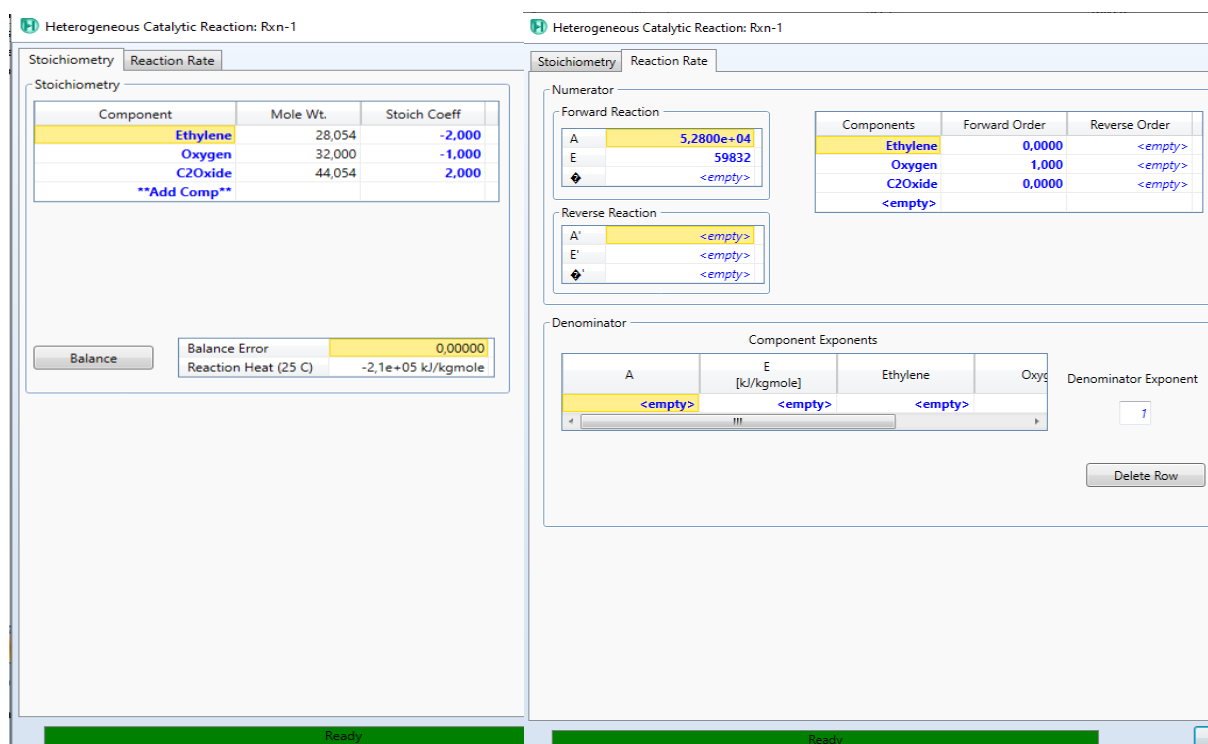 Heterogeneous Catalytic Reaction: Rxn-1
Stoichiometry Reaction Rate
Stoichiometry
Component Mole Wt. Stoich Coeff
Ethylene 28,054 -2,000
Oxygen 32,000 -1,000
C2Oxide 44,054 2,000
**Add Comp**
Balance
Balance Error 0,00000
Reaction Heat (25 C) -2,1e+05 kJ/kgmole
Ready
Heterogeneous Catalytic Reaction: Rxn-1
Stoichiometry Reaction Rate
Numerator
Forward Reaction
A 5,2800e+04
E 59832
� <empty>
Reverse Reaction
A' <empty>
E' <empty>
�' <empty>
Components Forward Order Reverse Order
Ethylene 0,0000 <empty>
Oxygen 1,000 <empty>
C2Oxide 0,0000 <empty>
<empty>
Denominator
Component Exponents
A E [kJ/kgmole] Ethylene Oxyg
<empty> <empty> <empty>
Denominator Exponent
1
Delete Row
Ready